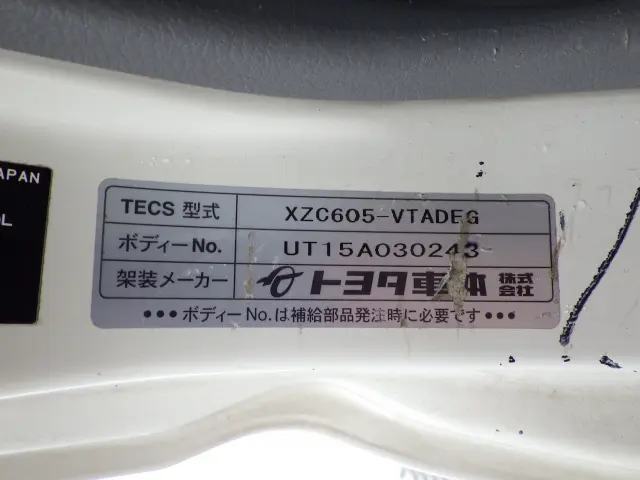 APAN
TECS 型式 XZC605-VTADEG
ボディーNo. UT15A030243
架装メーカー トヨタ車体 株式会社
●●● ボディーNo.は補給部品発注時に必要です ●●●